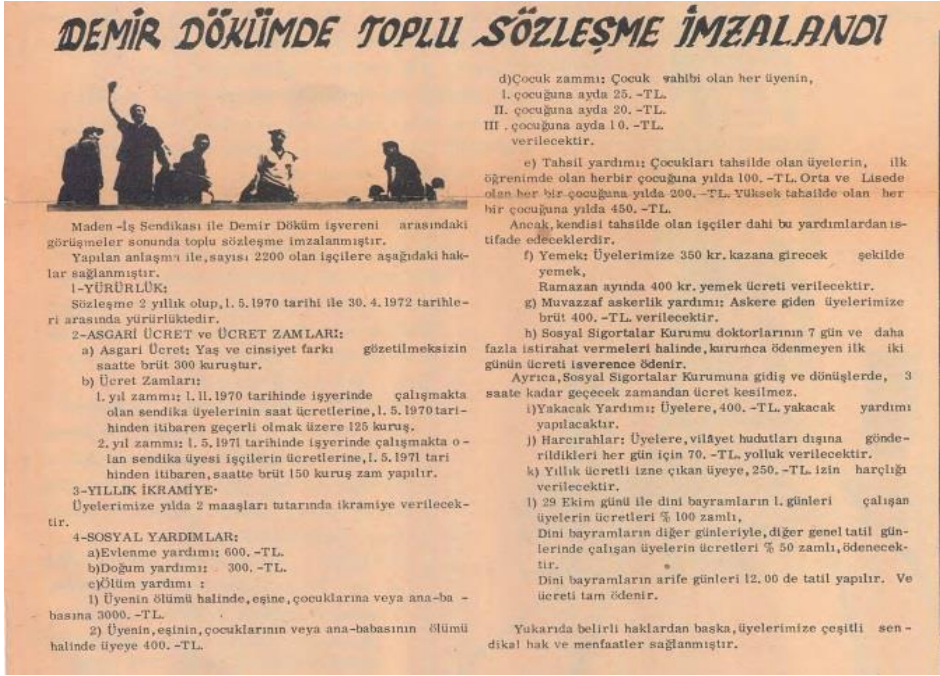 DEMİR DÖKÜMDE TOPLU SÖZLEŞME İMZALANDI
Maden -İş Sendikası ile Demir Döküm işvereni arasındaki
görüşmeler sonunda toplu sözleşme imzalanmıştır.
Yapılan anlaşma ile,sayısı 2200 olan işçilere aşağıdaki hak-
lar sağlanmıştır.
1-YÜRÜRLÜK:
Sözleşme 2 yıllık olup,1.5.1970 tarihi ile 30.4.1972 tarihle-
ri arasında yürürlüktedir.
2-ASGARİ ÜCRET ve ÜCRET ZAMLARI:
a) Asgari Ücret: Yaş ve cinsiyet farkı gözetilmeksizin
saatte brüt 300 kuruştur.
b) Ücret Zamları:
1. yıl zammı: 1.11.1970 tarihinde işyerinde çalışmakta
olan sendika üyelerinin saat ücretlerine,1.5.1970 tari-
hinden itibaren geçerli olmak üzere 125 kuruş.
2. yıl zammı: 1.5.1971 tarihinde işyerinde çalışmakta o -
lan sendika üyesi işçilerin ücretlerine,1.5.1971 tari
hinden itibaren,saatte brüt 150 kuruş zam yapılır.
3-YILLIK İKRAMİYE·
Üyelerimize yılda 2 maaşları tutarında ikramiye verilecek-
tir.
4-SOSYAL YARDIMLAR:
a)Evlenme yardımı: 600.-TL.
b)Doğum yardımı: 300.-TL.
c)Ölüm yardımı :
1) Üyenin ölümü halinde,eşine,çocuklarına veya ana-ba -
basına 3000.-TL.
2) Üyenin,eşinin,çocuklarının veya ana-babasının ölümü
halinde üyeye 400.-TL.
d)Çocuk zammı: Çocuk sahibi olan her üyenin,
I. çocuğuna ayda 25.-TL.
II. çocuğuna ayda 20.-TL.
III . çocuğuna ayda 10.-TL.
verilecektir.
e) Tahsil yardımı: Çocukları tahsilde olan üyelerin, ilk
öğrenimde olan herbir çocuğuna yılda 100.-TL. Orta ve Lisede
olan her bir çocuğuna yılda 200.-TL. Yüksek tahsilde olan her
bir çocuğuna yılda 450.-TL.
Ancak,kendisi tahsilde olan işçiler dahi bu yardımlardan is-
tifade edeceklerdir.
f) Yemek: Üyelerimize 350 kr. kazana girecek şekilde
yemek,
Ramazan ayında 400 kr. yemek ücreti verilecektir.
g) Muvazzaf askerlik yardımı: Askere giden üyelerimize
brüt 400.-TL. verilecektir.
h) Sosyal Sigortalar Kurumu doktorlarının 7 gün ve daha
fazla istirahat vermeleri halinde,kurumca ödenmeyen ilk iki
günün ücreti isverence ödenir.
Ayrıca,Sosyal Sigortalar Kurumuna gidiş ve dönüşlerde, 3
saate kadar geçecek zamandan ücret kesilmez.
i)Yakacak Yardımı: Üyelere,400.-TL. yakacak yardımı
yapılacaktır.
j) Harcırahlar: Üyelere,vilâyet hudutları dışına gönde-
rildikleri her gün için 70.-TL. yolluk verilecektir.
k) Yıllık ücretli izne çıkan üyeye,250.-TL. izin harçlığı
verilecektir.
l) 29 Ekim günü ile dini bayramların 1. günleri çalışan
üyelerin ücretleri % 100 zamlı,
Dini bayramların diğer günleriyle,diğer genel tatil gün-
lerinde çalışan üyelerin ücretleri % 50 zamlı,ödenecek-
tir.
Dini bayramların arife günleri 12.00 de tatil yapılır. Ve
ücreti tam ödenir.
Yukarıda belirli haklardan baska,üyelerimize çeşitli sen -
dikal hak ve menfaatler sağlanmıştır.